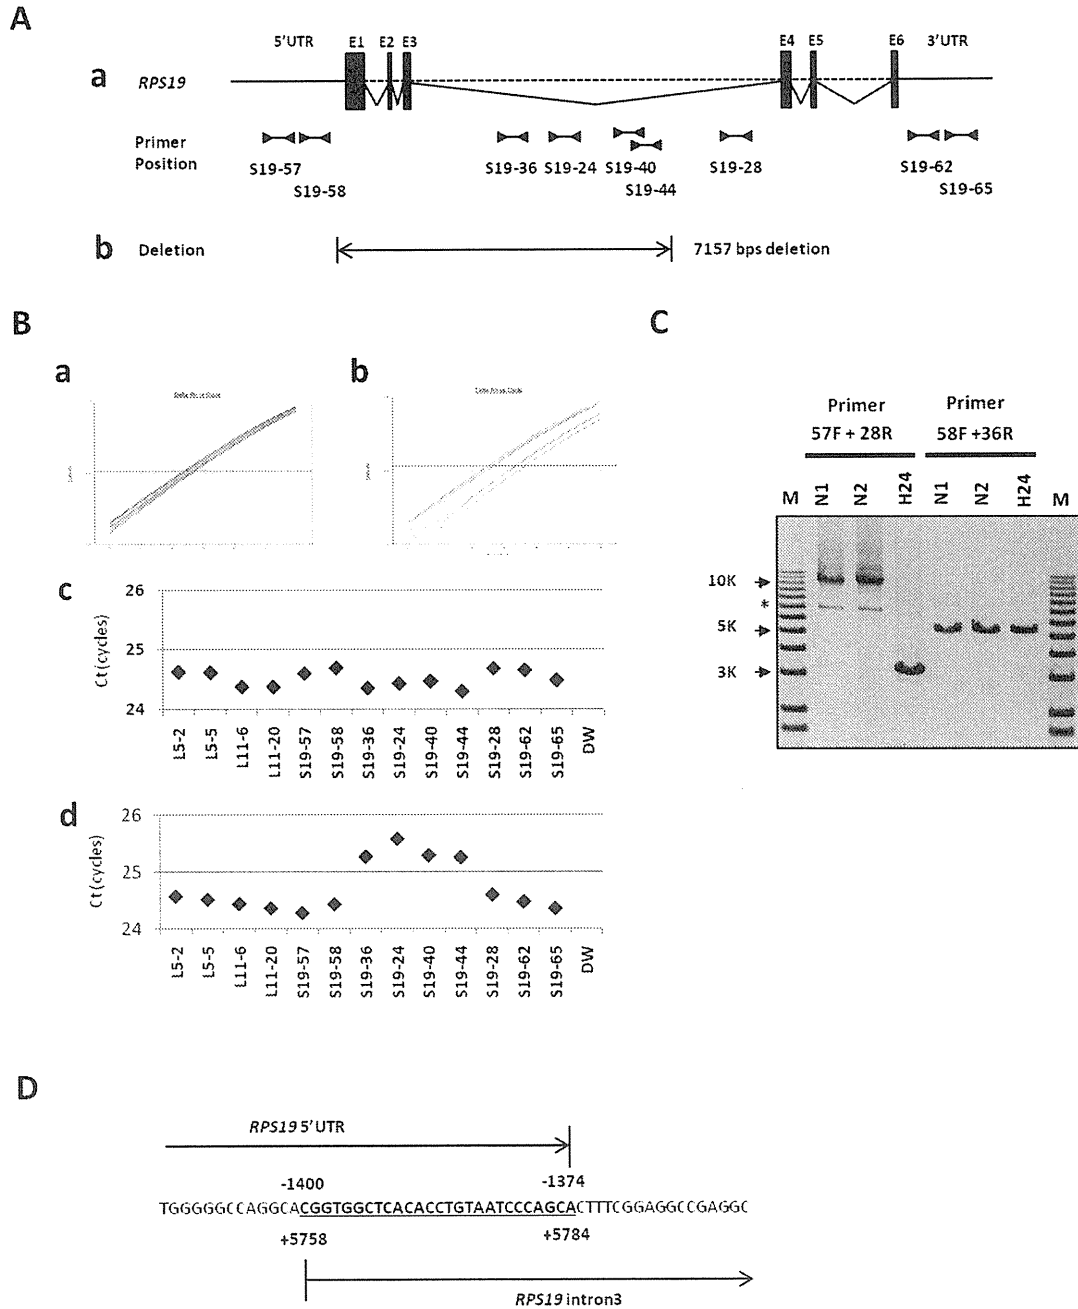 A
5'UTR E1 E2 E3 E4 E5 E6 3'UTR
a RPS19
Primer
Position
S19-57 S19-36 S19-24 S19-40 S19-28 S19-62
S19-58 S19-44 S19-65
b Deletion 7157 bps deletion
B
a b
c
Ct(cycles)
26
25
24
L5-2 L5-5 L11-6 L11-20 S19-57 S19-58 S19-36 S19-24 S19-40 S19-44 S19-28 S19-62 S19-65 DW
d
Ct(cycles)
26
25
24
L5-2 L5-5 L11-6 L11-20 S19-57 S19-58 S19-36 S19-24 S19-40 S19-44 S19-28 S19-62 S19-65 DW
C
Primer Primer
57F + 28R 58F +36R
M N1 N2 H24 N1 N2 H24 M
10K
*
5K
3K
D
RPS19 5'UTR
-1400 -1374
TGGGGGCCAGGCACGGTGGCTCACACCTGTAATCCCAGCACTTTCGGAGGCCGAGGC
+5758 +5784
RPS19 intron3